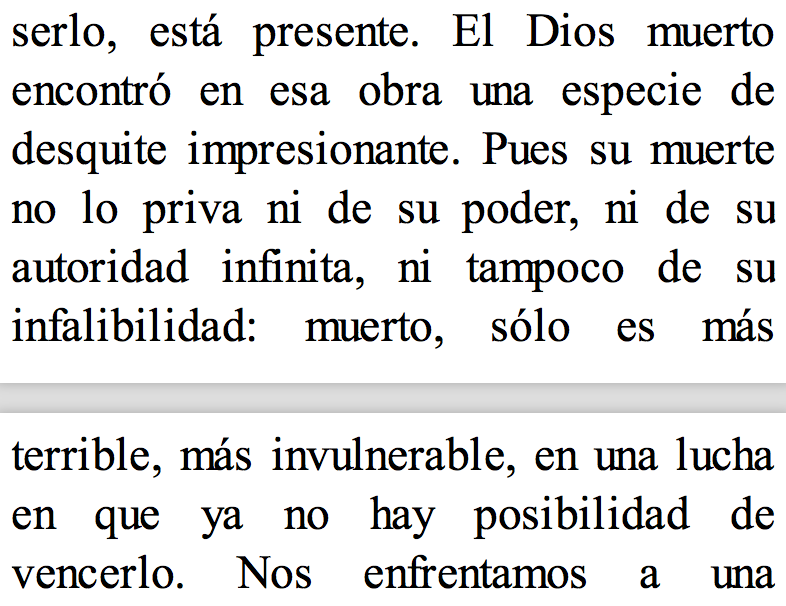 serlo, está presente. El Dios muerto
encontró en esa obra una especie de
desquite impresionante. Pues su muerte
no lo priva ni de su poder, ni de su
autoridad infinita, ni tampoco de su
infalibilidad: muerto, sólo es más
terrible, más invulnerable, en una lucha
en que ya no hay posibilidad de
vencerlo. Nos enfrentamos a una